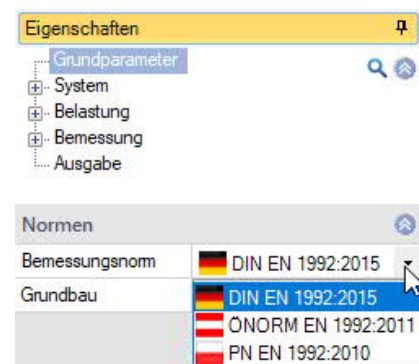 Eigenschaften
Grundparameter
System
Belastung
Bemessung
Ausgabe
Normen
Bemessungsnorm DIN EN 1992:2015
Grundbau DIN EN 1992:2015
ÖNORM EN 1992:2011
PN EN 1992:2010